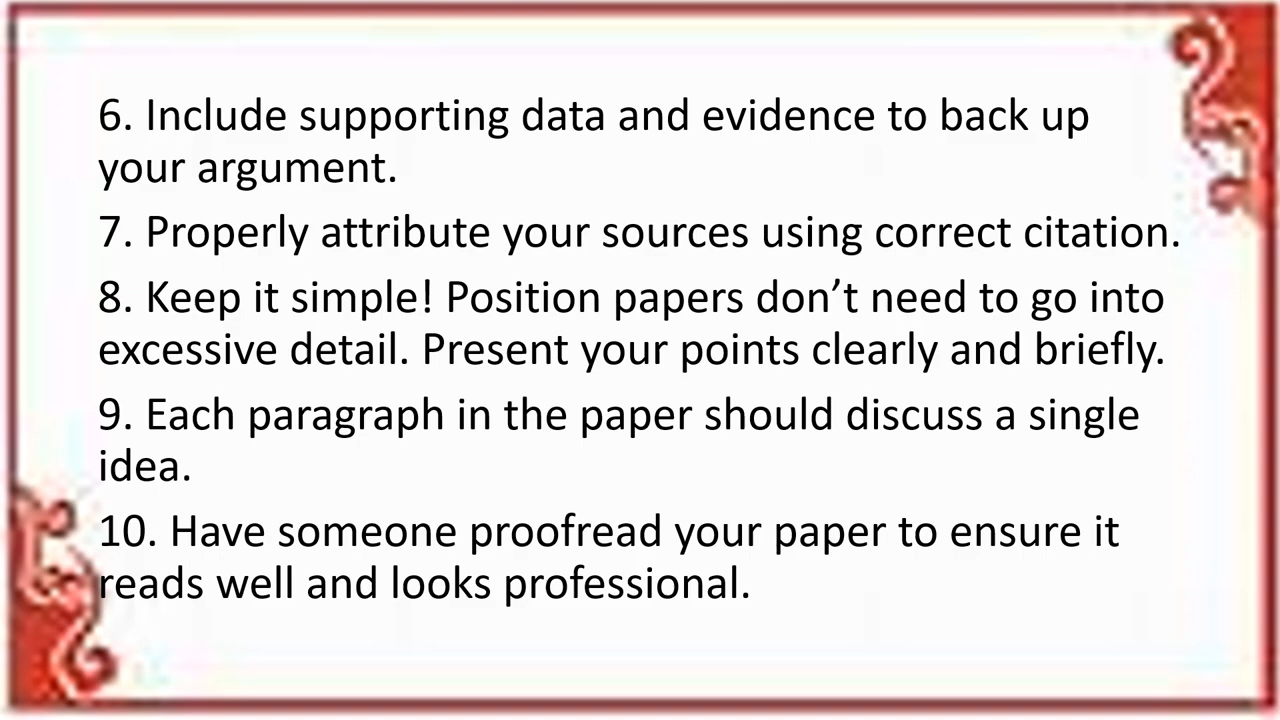 6. Include supporting data and evidence to back up
your argument.
7. Properly attribute your sources using correct citation.
8. Keep it simple! Position papers don’t need to go into
excessive detail. Present your points clearly and briefly.
9. Each paragraph in the paper should discuss a single
idea.
10. Have someone proofread your paper to ensure it
reads well and looks professional.